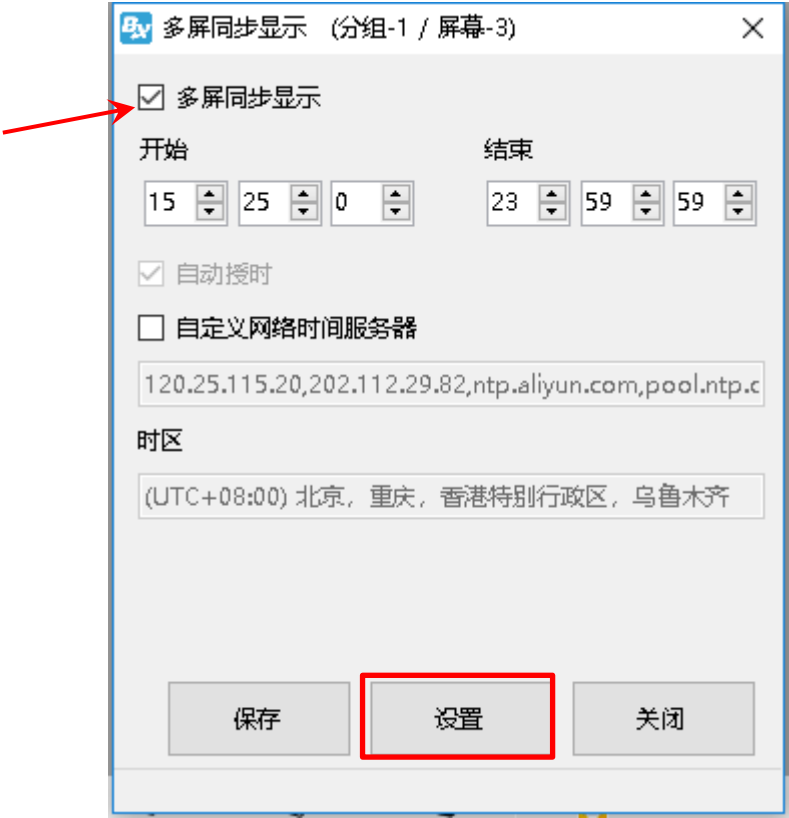 BX 多屏同步显示 (分组-1 / 屏幕-3)
多屏同步显示
开始 结束
15 25 0 23 59 59
自动授时
自定义网络时间服务器
120.25.115.20,202.112.29.82,ntp.aliyun.com,pool.ntp.c
时区
(UTC+08:00) 北京，重庆，香港特别行政区，乌鲁木齐
保存 设置 关闭